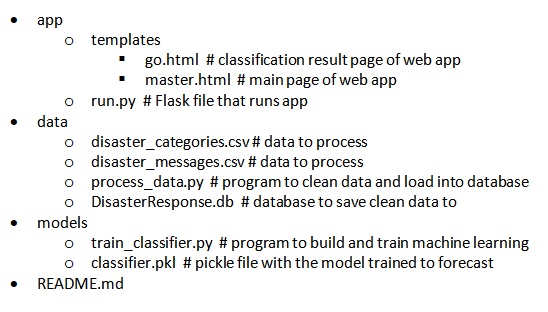 • app
o templates
▪ go.html # classification result page of web app
▪ master.html # main page of web app
o run.py # Flask file that runs app
• data
o disaster_categories.csv # data to process
o disaster_messages.csv # data to process
o process_data.py # program to clean data and load into database
o DisasterResponse.db # database to save clean data to
• models
o train_classifier.py # program to build and train machine learning
o classifier.pkl # pickle file with the model trained to forecast
• README.md